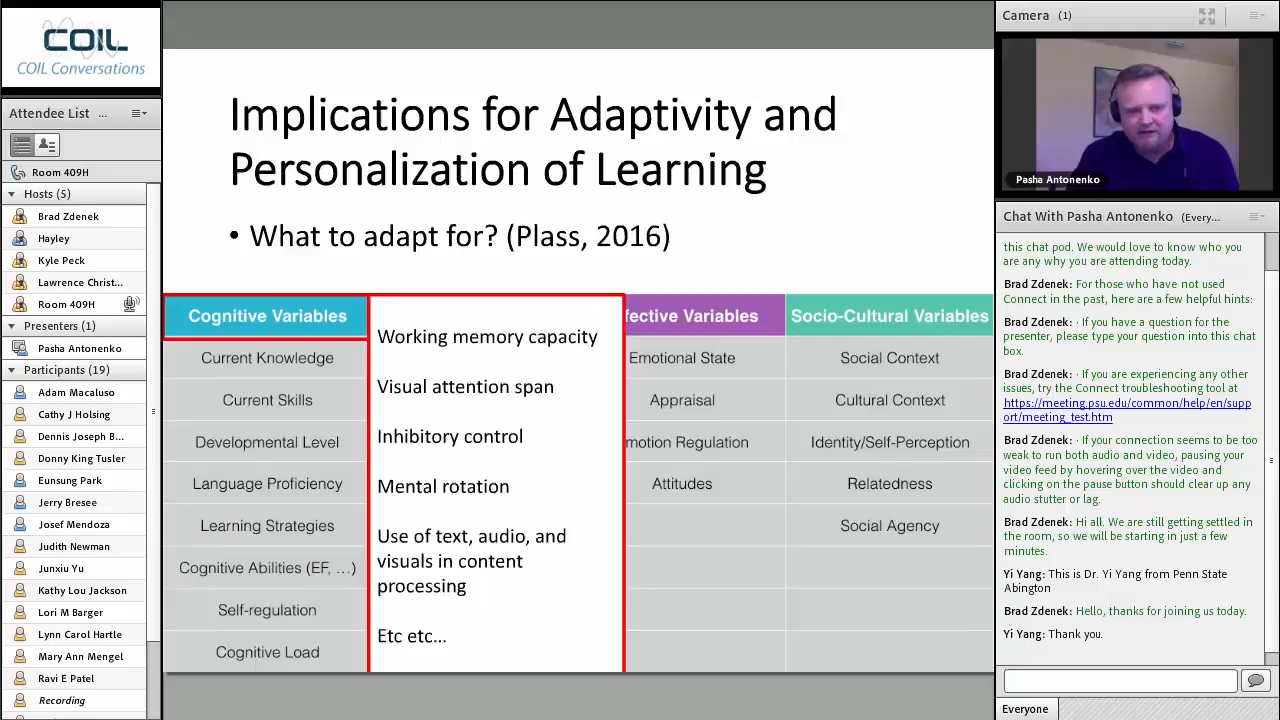 COIL
COIL Conversations
Attendee List ...
Room 409H
Hosts (5)
Brad Zdenek
Hayley
Kyle Peck
Lawrence Christ...
Room 409H
Presenters (1)
Pasha Antonenko
Participants (19)
Adam Macaluso
Cathy J Holsing
Dennis Joseph B...
Donny King Tusler
Eunsung Park
Jerry Bresee
Josef Mendoza
Judith Newman
Junxiu Yu
Kathy Lou Jackson
Lori M Barger
Lynn Carol Hartle
Mary Ann Mengel
Ravi E Patel
Recording
Implications for Adaptivity and
Personalization of Learning
• What to adapt for? (Plass, 2016)
Cognitive Variables
Current Knowledge
Current Skills
Developmental Level
Language Proficiency
Learning Strategies
Cognitive Abilities (EF, ...)
Self-regulation
Cognitive Load
Working memory capacity
Visual attention span
Inhibitory control
Mental rotation
Use of text, audio, and
visuals in content
processing
Etc etc...
fective Variables
Emotional State
Appraisal
motion Regulation
Attitudes
Socio-Cultural Variables
Social Context
Cultural Context
Identity/Self-Perception
Relatedness
Social Agency
Camera (1)
Pasha Antonenko
Chat With Pasha Antonenko (Every...
this chat pod. We would love to know who you
are any why you are attending today.
Brad Zdenek: For those who have not used
Connect in the past, here are a few helpful hints:
Brad Zdenek: · If you have a question for the
presenter, please type your question into this chat
box.
Brad Zdenek: · If you are experiencing any other
issues, try the Connect troubleshooting tool at
https://meeting.psu.edu/common/help/en/supp
ort/meeting_test.htm
Brad Zdenek: · If your connection seems to be too
weak to run both audio and video, pausing your
video feed by hovering over the video and
clicking on the pause button should clear up any
audio stutter or lag.
Brad Zdenek: Hi all. We are still getting settled in
the room, so we will be starting in just a few
minutes.
Yi Yang: This is Dr. Yi Yang from Penn State
Abington
Brad Zdenek: Hello, thanks for joining us today.
Yi Yang: Thank you.
Everyone